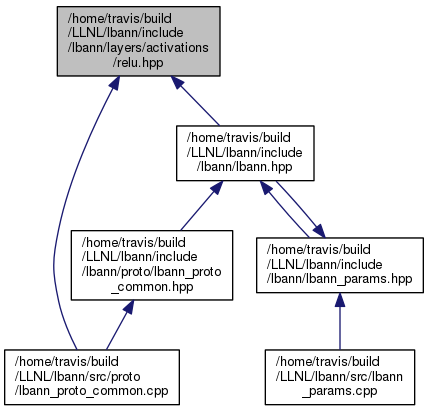 /home/travis/build
/LLNL/lbann/include
/lbann/layers/activations
/relu.hpp
/home/travis/build
/LLNL/lbann/include
/lbann/lbann.hpp
/home/travis/build
/LLNL/lbann/include
/lbann/proto/lbann_proto
_common.hpp
/home/travis/build
/LLNL/lbann/include
/lbann/lbann_params.hpp
/home/travis/build
/LLNL/lbann/src/proto
/lbann_proto_common.cpp
/home/travis/build
/LLNL/lbann/src/lbann
_params.cpp